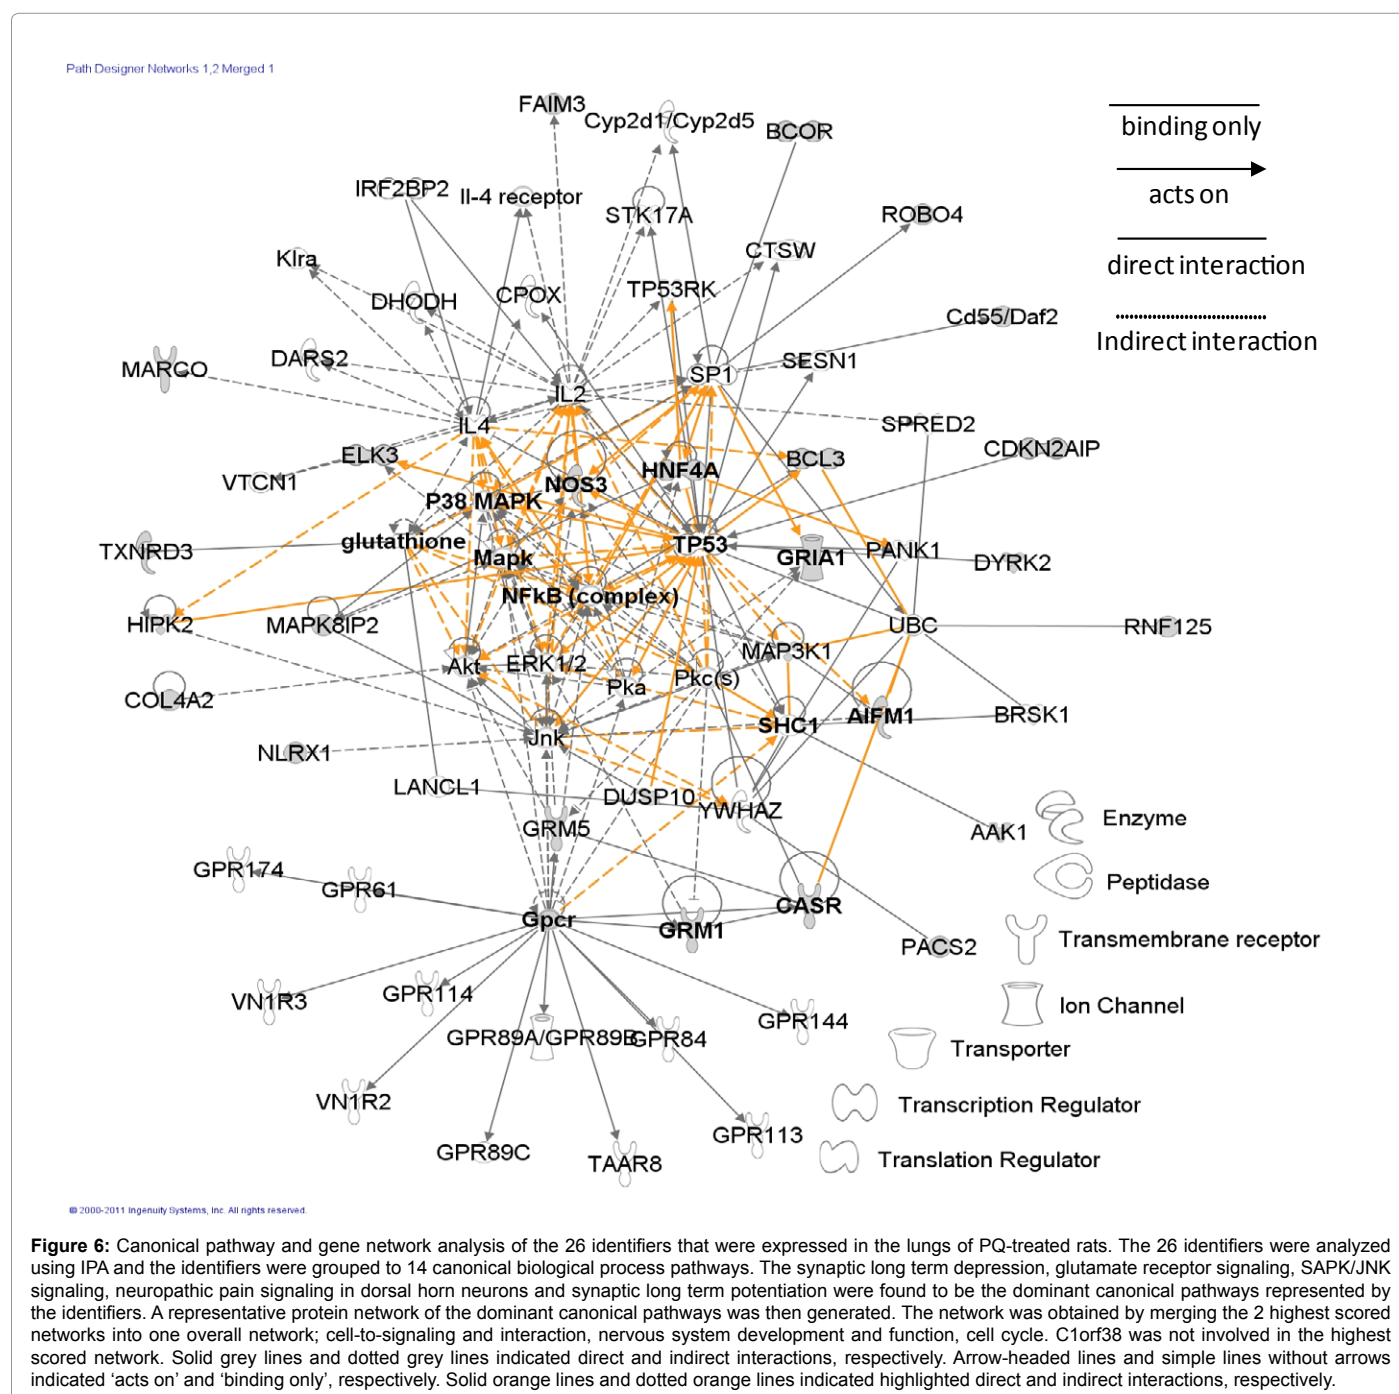 Path Designer Networks 1,2 Merged 1
FAIM3
Cyp2d1/Cyp2d5
BCOR
binding only
IRF2BP2
Il-4 receptor
STK17A
acts on
ROBO4
CTSW
Klra
direct interaction
DHODH
CPOX
TP53RK
Cd55/Daf2
Indirect interaction
MARCO
DARS2
SP1
SESN1
IL2
IL4
SPRED2
ELK3
VTCN1
NOS3
HNF4A
BCL3
CDKN2AIP
P38 MAPK
glutathione
TXNRD3
Mapk
TP53
GRIA1
PANK1
DYRK2
NFkB (complex)
HIPK2
MAPK8IP2
UBC
RNF125
MAP3K1
Akt
ERK1/2
Pka
Pkc(s)
COL4A2
SHC1
AIFM1
BRSK1
Jnk
NLRX1
LANCL1
DUSP10
YWHAZ
GRM5
AAK1
Enzyme
GPR174
GPR61
Peptidase
Gpcr
GRM1
CASR
PACS2
Transmembrane receptor
VN1R3
GPR114
Ion Channel
GPR144
GPR89A/GPR89B
GPR84
Transporter
VN1R2
Transcription Regulator
GPR89C
TAAR8
GPR113
Translation Regulator
© 2000-2011 Ingenuity Systems, Inc. All rights reserved.
Figure 6: Canonical pathway and gene network analysis of the 26 identifiers that were expressed in the lungs of PQ-treated rats. The 26 identifiers were analyzed
using IPA and the identifiers were grouped to 14 canonical biological process pathways. The synaptic long term depression, glutamate receptor signaling, SAPK/JNK
signaling, neuropathic pain signaling in dorsal horn neurons and synaptic long term potentiation were found to be the dominant canonical pathways represented by
the identifiers. A representative protein network of the dominant canonical pathways was then generated. The network was obtained by merging the 2 highest scored
networks into one overall network; cell-to-signaling and interaction, nervous system development and function, cell cycle. C1orf38 was not involved in the highest
scored network. Solid grey lines and dotted grey lines indicated direct and indirect interactions, respectively. Arrow-headed lines and simple lines without arrows
indicated ‘acts on’ and ‘binding only’, respectively. Solid orange lines and dotted orange lines indicated highlighted direct and indirect interactions, respectively.